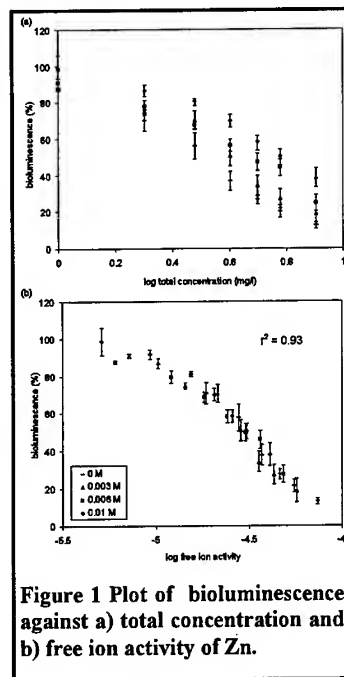 (a)
120
100
80
60
40
20
0
bioluminescence (%)
0 0.2 0.4 0.6 0.8 1
log total concentration (mg/l)
(b)
120
100
80
60
40
20
0
bioluminescence (%)
r² = 0.93
0 M
0.003 M
0.006 M
0.01 M
-5.5 -5 -4.5 -4
log free ion activity
Figure 1 Plot of bioluminescence
against a) total concentration and
b) free ion activity of Zn.